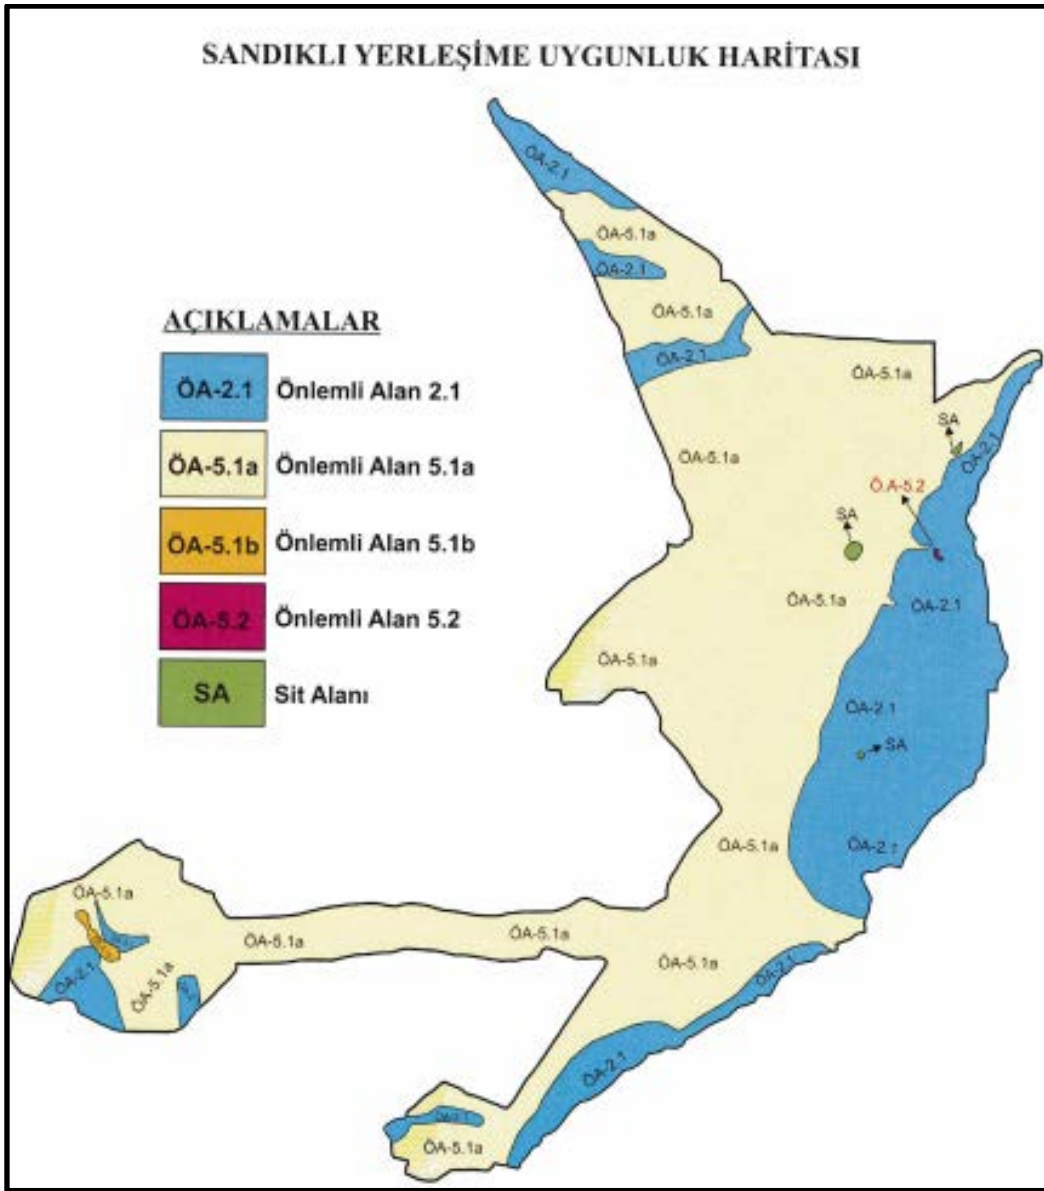 SANDIKLI YERLEŞİME UYGUNLUK HARİTASI
ÖA-2.1
ÖA-5.1a
ÖA-2.1
ÖA-5.1a
ÖA-2.1
ÖA-5.1a
SA
ÖA-2.1
ÖA-5.1a
Ö.A-5.2
SA
ÖA-5.1a
ÖA-2.1
ÖA-5.1a
ÖA-2.1
SA
ÖA-5.1a
ÖA-2.1
AÇIKLAMALAR
ÖA-2.1 Önlemli Alan 2.1
ÖA-5.1a Önlemli Alan 5.1a
ÖA-5.1b Önlemli Alan 5.1b
ÖA-5.2 Önlemli Alan 5.2
SA Sit Alanı
ÖA-5.1a
ÖA-2.1
ÖA-5.1a
ÖA-5.1a
ÖA-5.1a
ÖA-5.1a
ÖA-2.1
ÖA-2.1
ÖA-5.1a